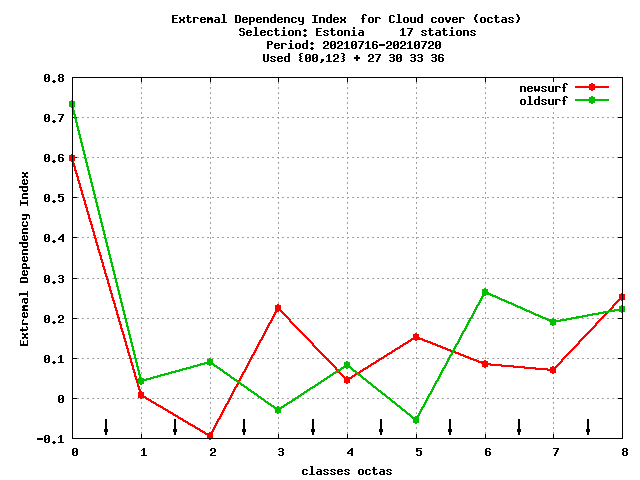 Extremal Dependency Index  for Cloud cover (octas)
Selection: Estonia     17 stations
Period: 20210716-20210720
Used {00,12} + 27 30 33 36
newsurf
oldsurf
0.8
0.7
0.6
0.5
0.4
0.3
0.2
0.1
0
-0.1
Extremal Dependency Index
0 1 2 3 4 5 6 7 8
classes octas